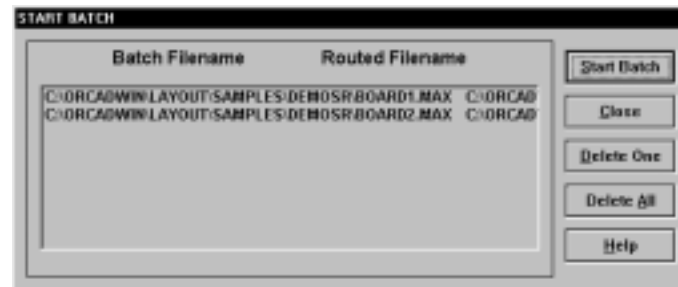 START BATCH
Batch Filename Routed Filename
C:\ORCADWIN\LAYOUT\SAMPLES\DEMOSR\BOARD1.MAX C:\ORCAD
C:\ORCADWIN\LAYOUT\SAMPLES\DEMOSR\BOARD2.MAX C:\ORCAD
Start Batch
Close
Delete One
Delete All
Help